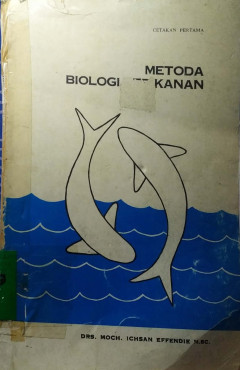 CETAKAN PERTAMA
METODA
BIOLOGI KANAN
DRS. MOCH. ICHSAN EFFENDIE M.SC.